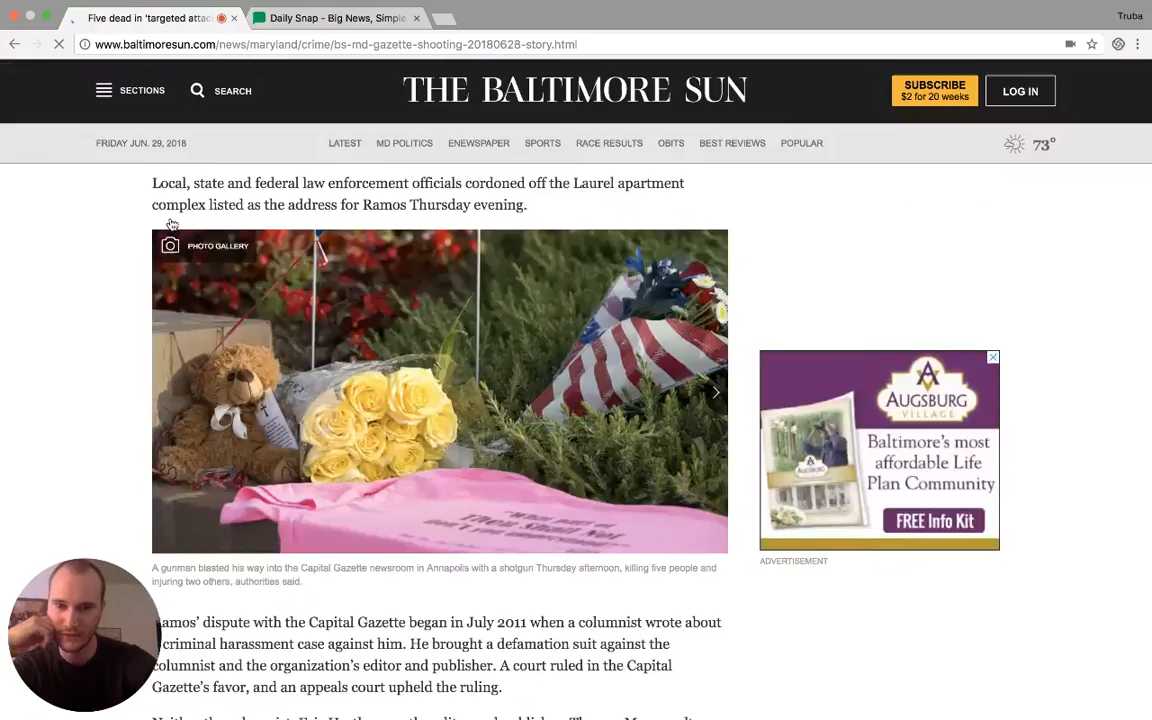 Five dead in 'targeted attac
Daily Snap - Big News, Simple
Truba
www.baltimoresun.com/news/maryland/crime/bs-md-gazette-shooting-20180628-story.html
SECTIONS
SEARCH
THE BALTIMORE SUN
SUBSCRIBE
$2 for 20 weeks
LOG IN
FRIDAY JUN. 29, 2018
LATEST
MD POLITICS
ENEWSPAPER
SPORTS
RACE RESULTS
OBITS
BEST REVIEWS
POPULAR
73°
Local, state and federal law enforcement officials cordoned off the Laurel apartment
complex listed as the address for Ramos Thursday evening.
PHOTO GALLERY
Thou Shalt Not
A
AUGSBURG
VILLAGE
Baltimore's most
affordable Life
Plan Community
FREE Info Kit
ADVERTISEMENT
A gunman blasted his way into the Capital Gazette newsroom in Annapolis with a shotgun Thursday afternoon, killing five people and
injuring two others, authorities said.
amos' dispute with the Capital Gazette began in July 2011 when a columnist wrote about
criminal harassment case against him. He brought a defamation suit against the
columnist and the organization's editor and publisher. A court ruled in the Capital
Gazette's favor, and an appeals court upheld the ruling.